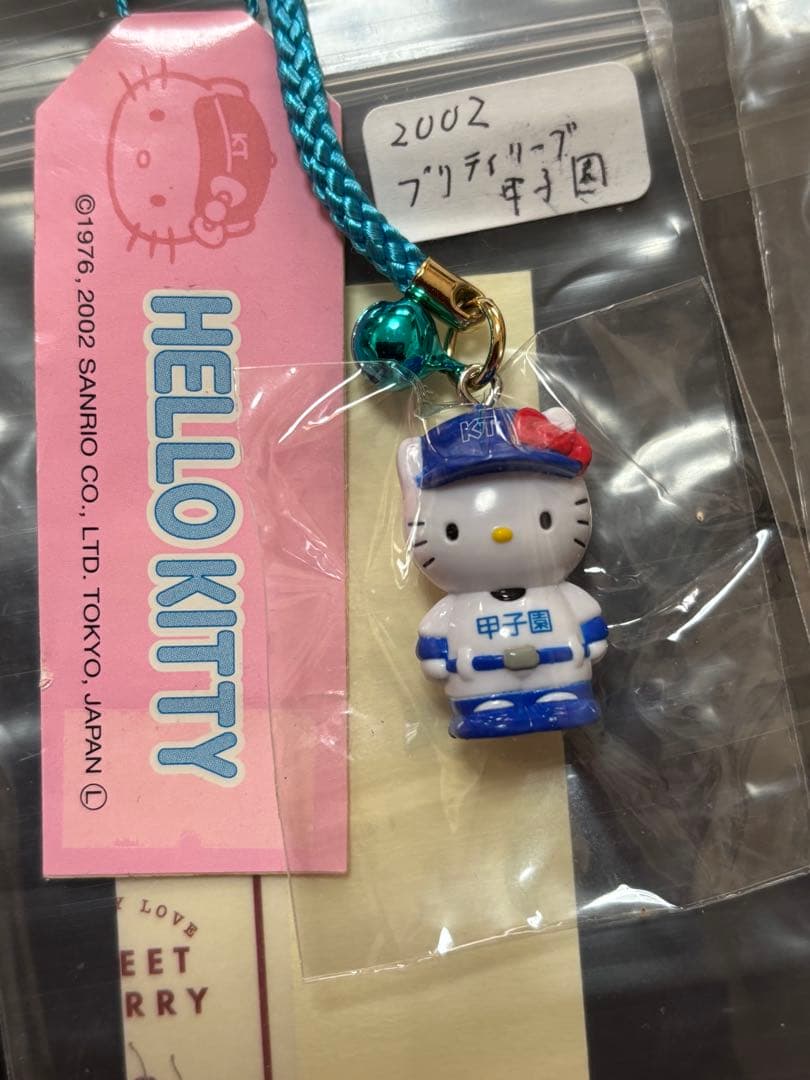 2002
プリティリーブ
甲子園
KT
©1976, 2002 SANRIO CO., LTD. TOKYO, JAPAN Ⓛ
HELLO KITTY
KT
甲子園
LOVE
EET
RRY